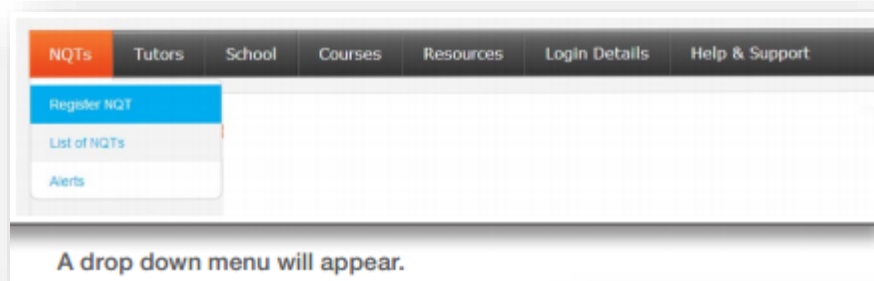 NQTs Tutors School Courses Resources Login Details Help & Support
Register NQT
List of NQTs
Alerts
A drop down menu will appear.